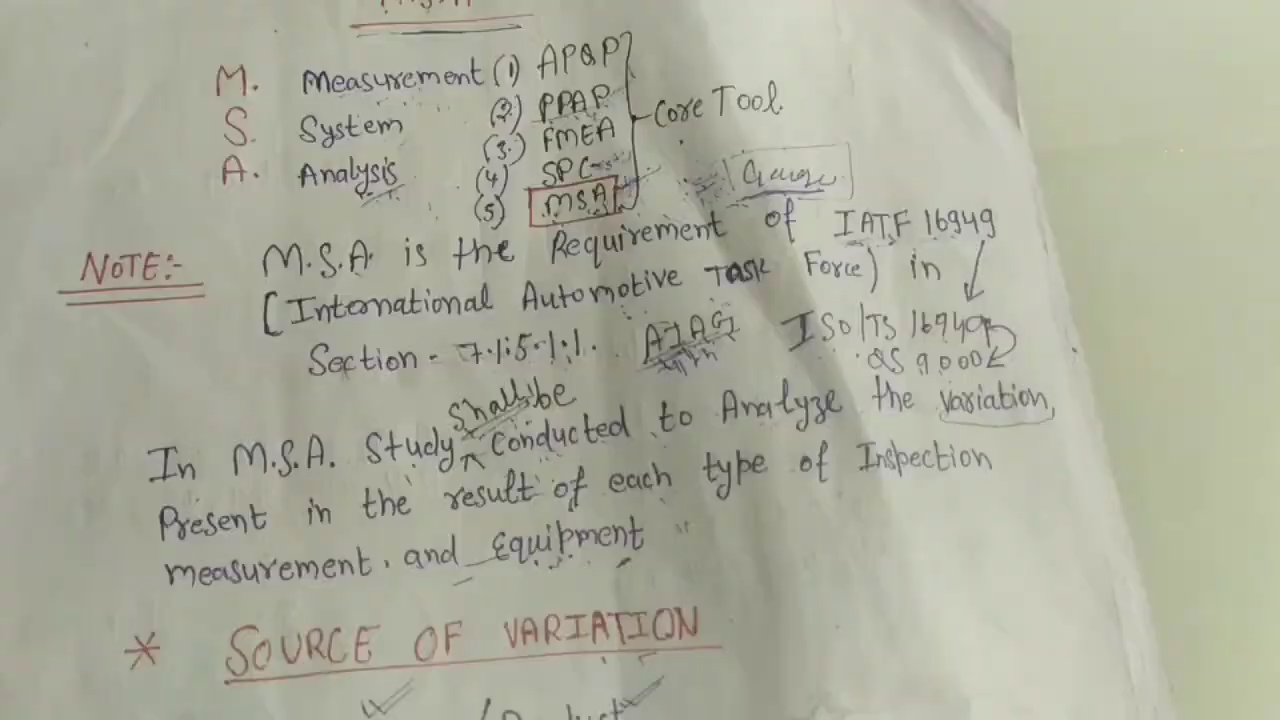 M. Measurement (1) APQP
S. System (2) PPAP Core Tool
(3) FMEA
A. Analysis (4) SPC
(5) MSA
NOTE:- M.S.A. is the Requirement of IATF 16949
[International Automotive Task Force) in
Section - 7.1.5.1.1. AIAG ISO/TS 16949
QS 9000
In M.S.A. Study shall be Conducted to Analyze the variation,
Present in the result of each type of Inspection
measurement. and Equipment "
* SOURCE OF VARIATION